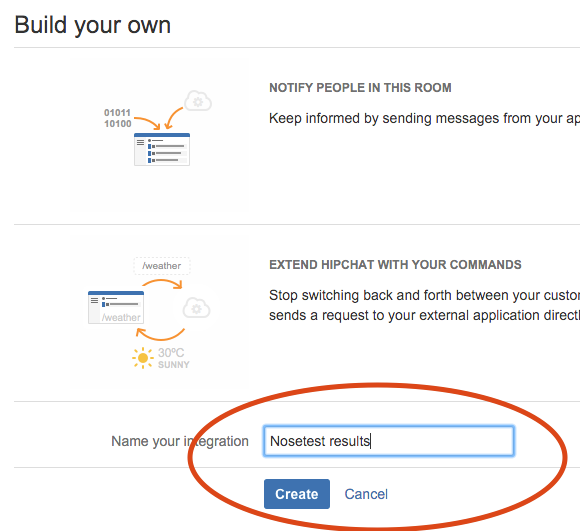 Build your own
01011
10100
NOTIFY PEOPLE IN THIS ROOM
Keep informed by sending messages from your ap
/weather
/weather
30ºC
SUNNY
EXTEND HIPCHAT WITH YOUR COMMANDS
Stop switching back and forth between your custo
sends a request to your external application directl
Name your integration
Nosetest results
Create
Cancel